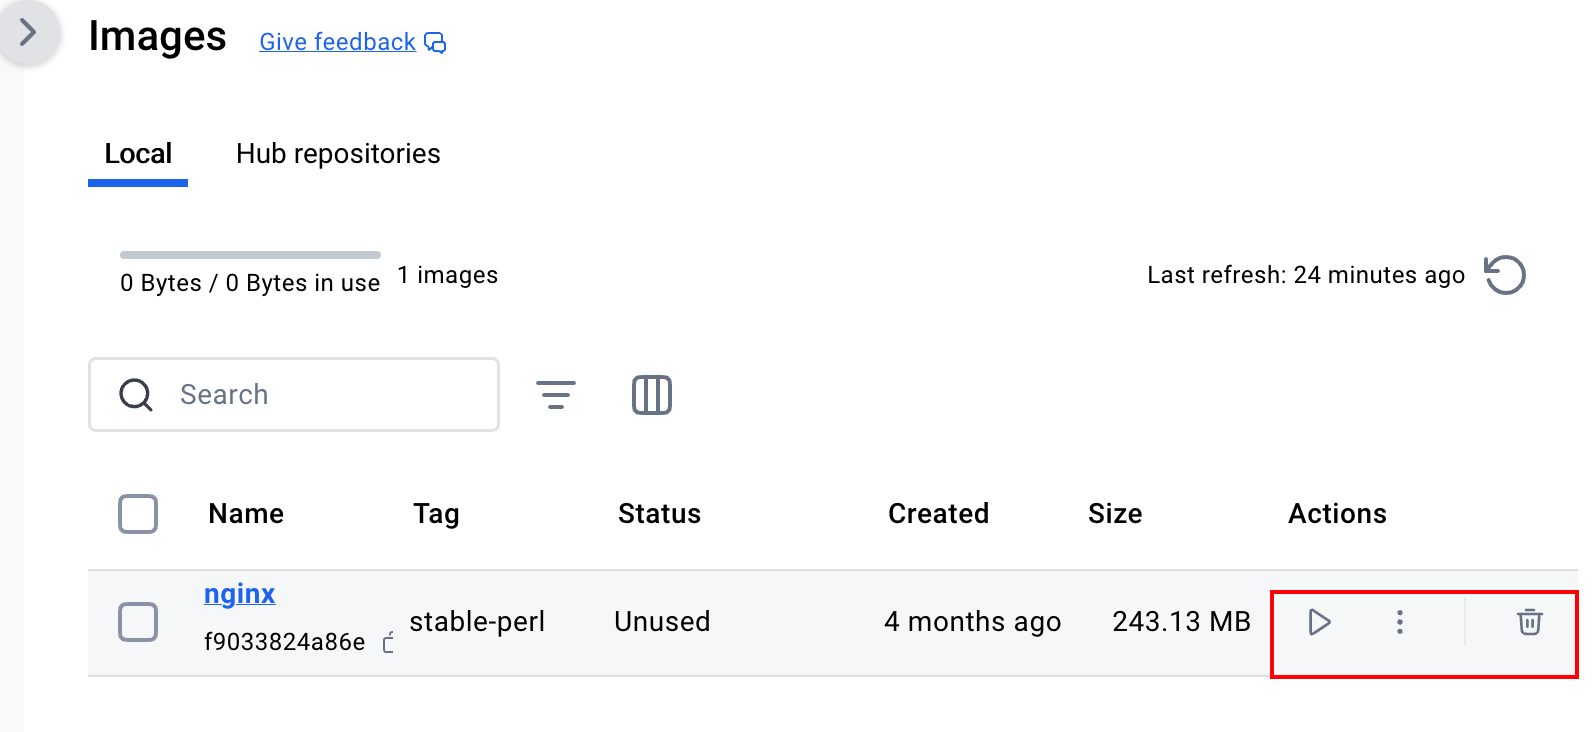 Images Give feedback
Local Hub repositories
0 Bytes / 0 Bytes in use 1 images Last refresh: 24 minutes ago
Search
Name Tag Status Created Size Actions
nginx
f9033824a86e stable-perl Unused 4 months ago 243.13 MB